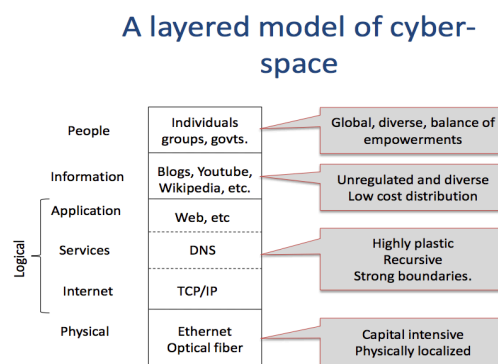 A layered model of cyber-
space
People
Individuals
groups, govts.
Global, diverse, balance of
empowerments
Information
Blogs, Youtube,
Wikipedia, etc.
Unregulated and diverse
Low cost distribution
Logical
Application
Web, etc
Services
DNS
Highly plastic
Recursive
Strong boundaries.
Internet
TCP/IP
Physical
Ethernet
Optical fiber
Capital intensive
Physically localized